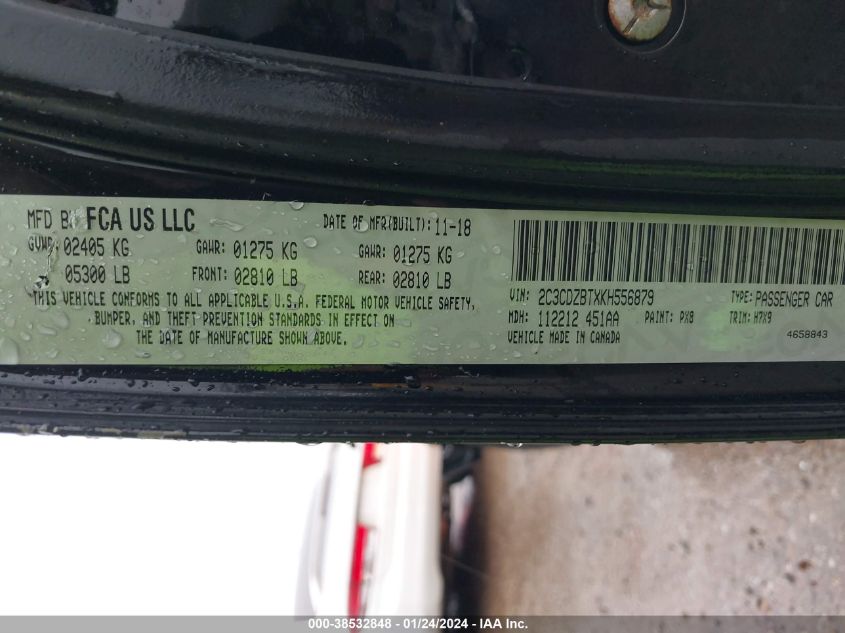 MFD BY FCA US LLC DATE OF MFR(BUILT): 11-18
GVWR: 02405 KG GAWR: 01275 KG GAWR: 01275 KG
05300 LB FRONT: 02810 LB REAR: 02810 LB
THIS VEHICLE CONFORMS TO ALL APPLICABLE U.S.A. FEDERAL MOTOR VEHICLE SAFETY,
BUMPER, AND THEFT PREVENTION STANDARDS IN EFFECT ON
THE DATE OF MANUFACTURE SHOWN ABOVE.
VIN: 2C3CDZBTXKH556879 TYPE: PASSENGER CAR
MDH: 112212 451AA PAINT: PX8 TRIM: H7X9
VEHICLE MADE IN CANADA 4658843
000-38532848 - 01/24/2024 - IAA Inc.